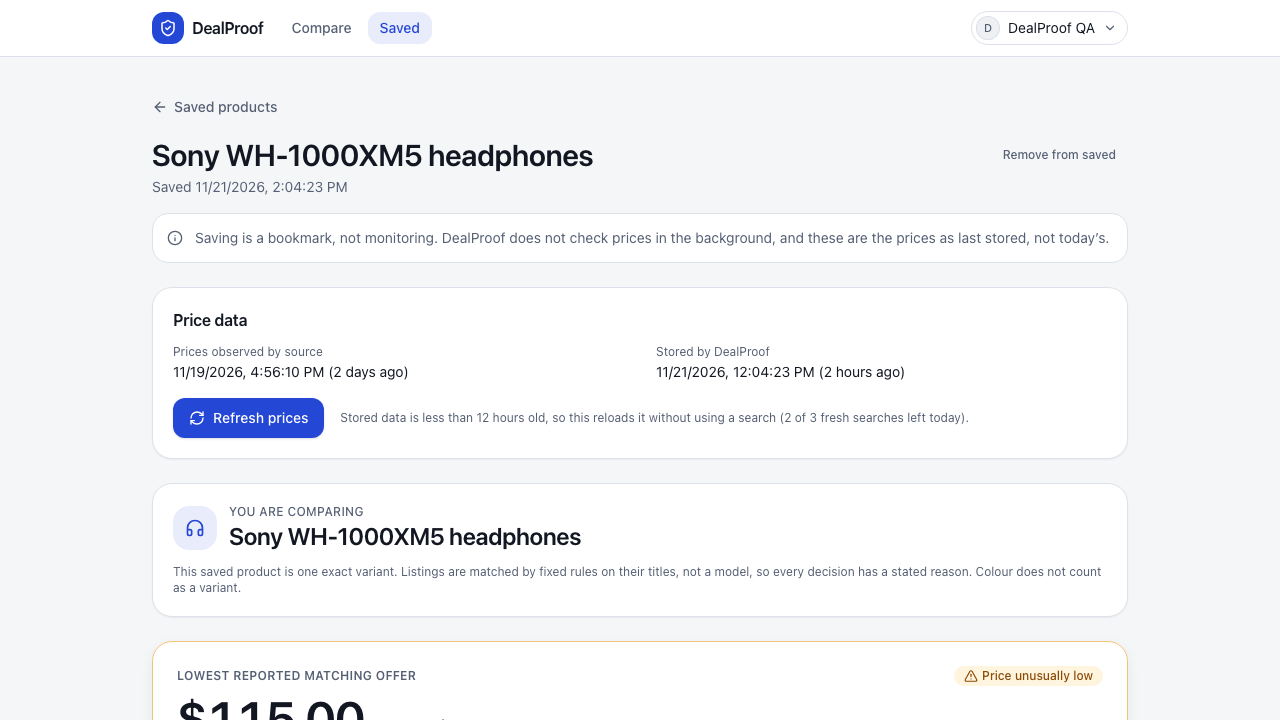 DealProof
Compare
Saved
D
DealProof QA
Saved products
Sony WH-1000XM5 headphones
Remove from saved
Saved 11/21/2026, 2:04:23 PM
Saving is a bookmark, not monitoring. DealProof does not check prices in the background, and these are the prices as last stored, not today’s.
Price data
Prices observed by source
11/19/2026, 4:56:10 PM (2 days ago)
Stored by DealProof
11/21/2026, 12:04:23 PM (2 hours ago)
Refresh prices
Stored data is less than 12 hours old, so this reloads it without using a search (2 of 3 fresh searches left today).
YOU ARE COMPARING
Sony WH-1000XM5 headphones
This saved product is one exact variant. Listings are matched by fixed rules on their titles, not a model, so every decision has a stated reason. Colour does not count
as a variant.
LOWEST REPORTED MATCHING OFFER
Price unusually low
$115.00